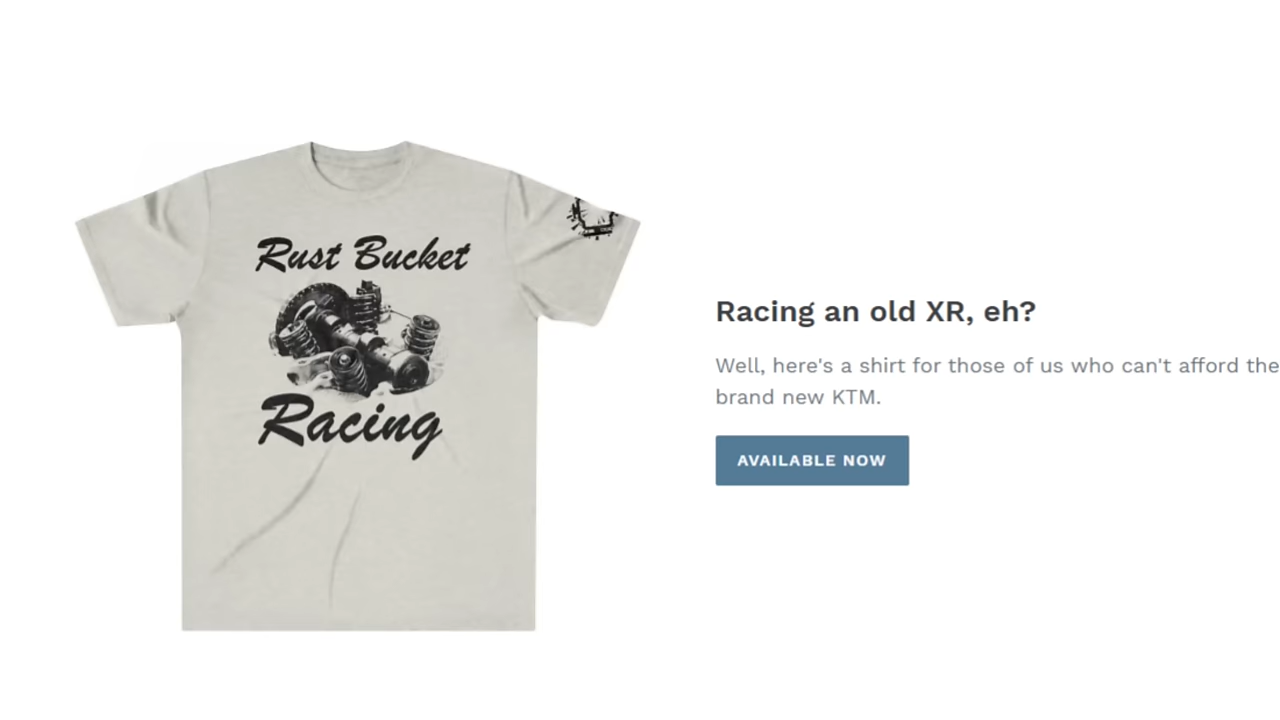 Rust Bucket
Racing
Racing an old XR, eh?
Well, here's a shirt for those of us who can't afford the
brand new KTM.
AVAILABLE NOW